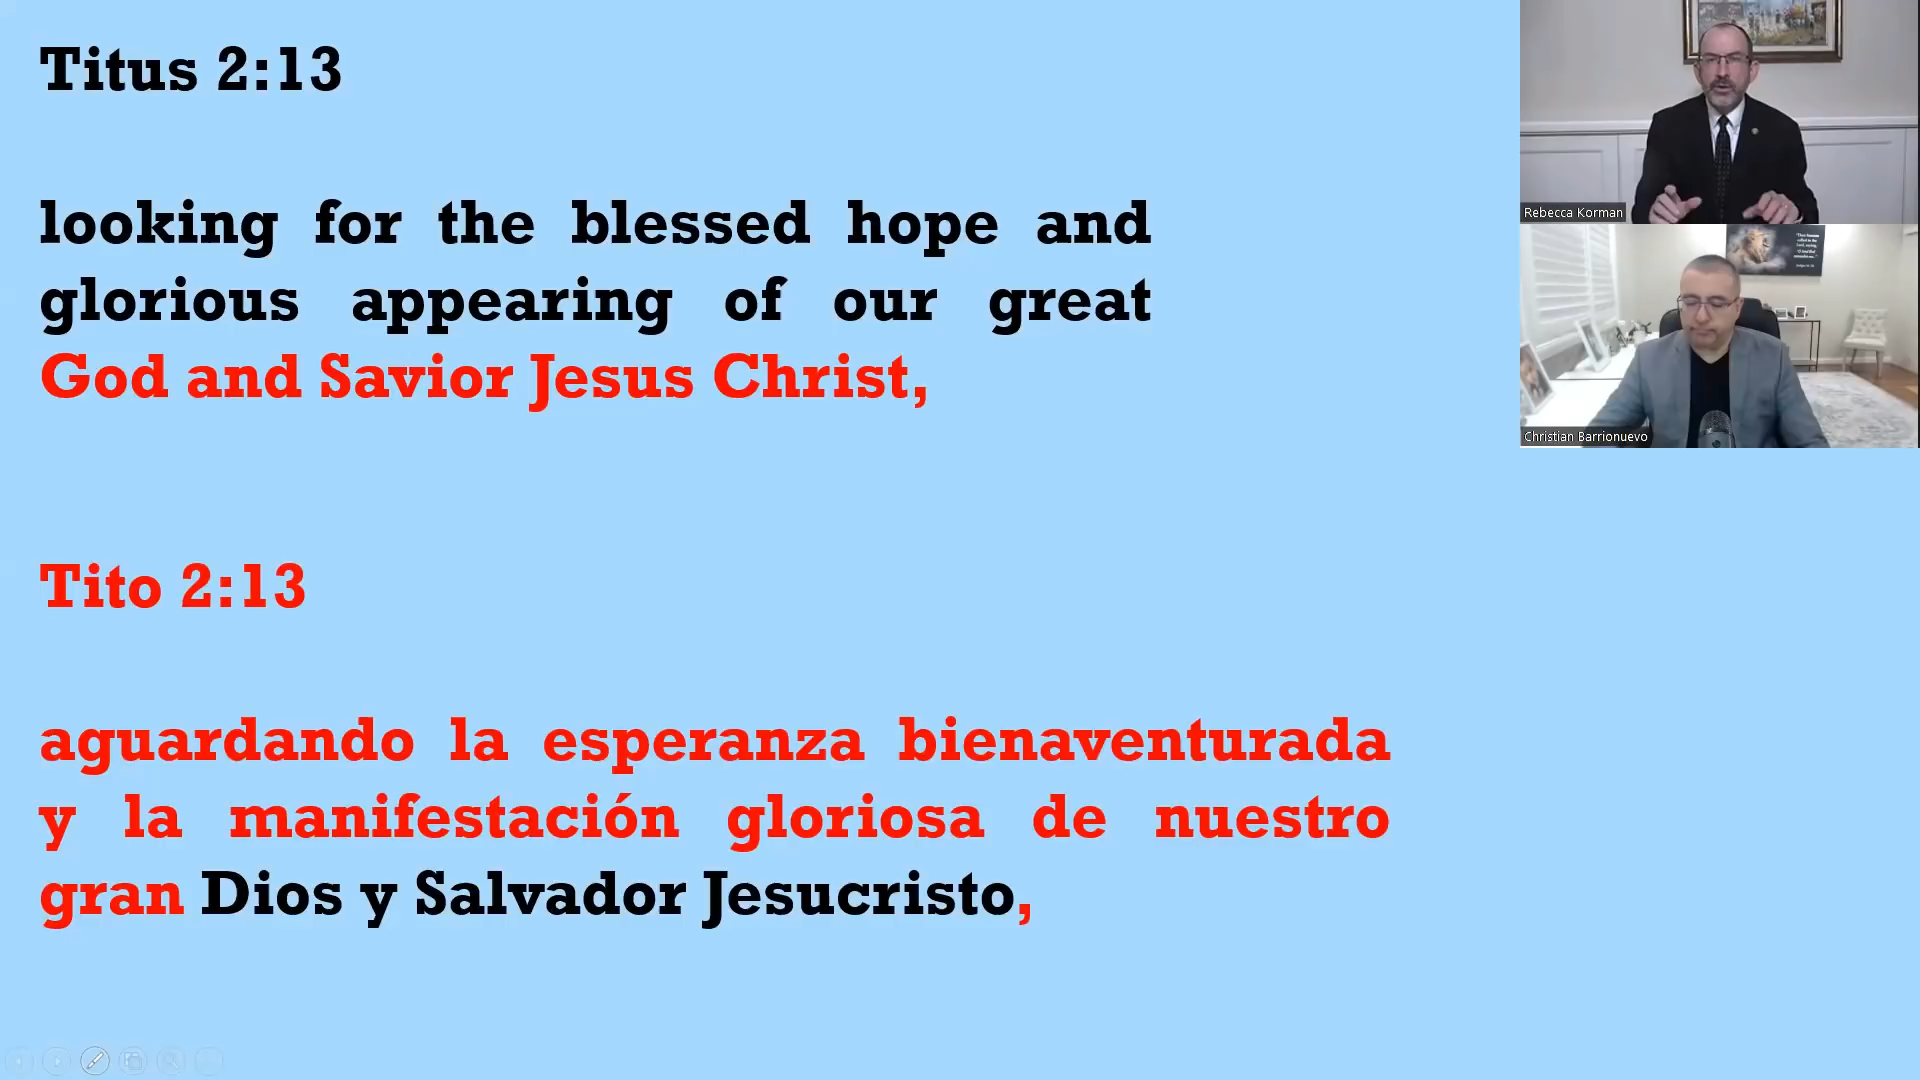 Titus 2:13
looking for the blessed hope and
glorious appearing of our great
God and Savior Jesus Christ,
Tito 2:13
aguardando la esperanza bienaventurada
y la manifestación gloriosa de nuestro
gran Dios y Salvador Jesucristo,
Rebecca Korman
Christian Barrionuevo